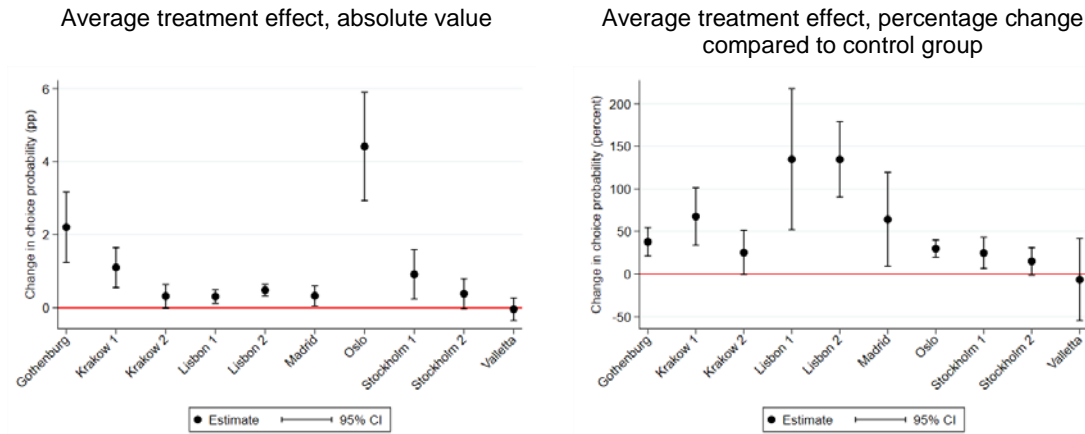 Average treatment effect, absolute value
Change in choice probability (pp)
6
4
2
0
Gothenburg
Krakow 1
Krakow 2
Lisbon 1
Lisbon 2
Madrid
Oslo
Stockholm 1
Stockholm 2
Valletta
Estimate 95% CI
Average treatment effect, percentage change
compared to control group
Change in choice probability (percent)
200
150
100
50
0
-50
Gothenburg
Krakow 1
Krakow 2
Lisbon 1
Lisbon 2
Madrid
Oslo
Stockholm 1
Stockholm 2
Valletta
Estimate 95% CI